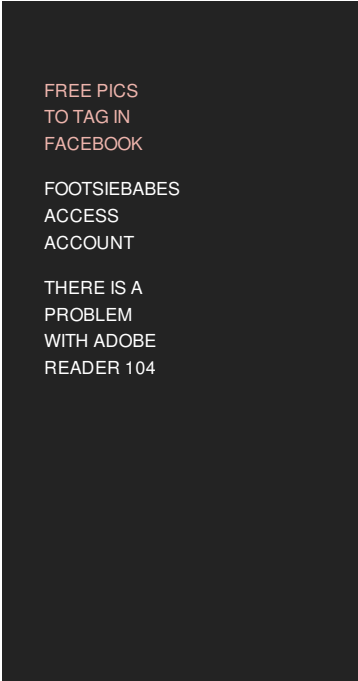 FREE PICS
TO TAG IN
FACEBOOK
FOOTSIEBABES
ACCESS
ACCOUNT
THERE IS A
PROBLEM
WITH ADOBE
READER 104